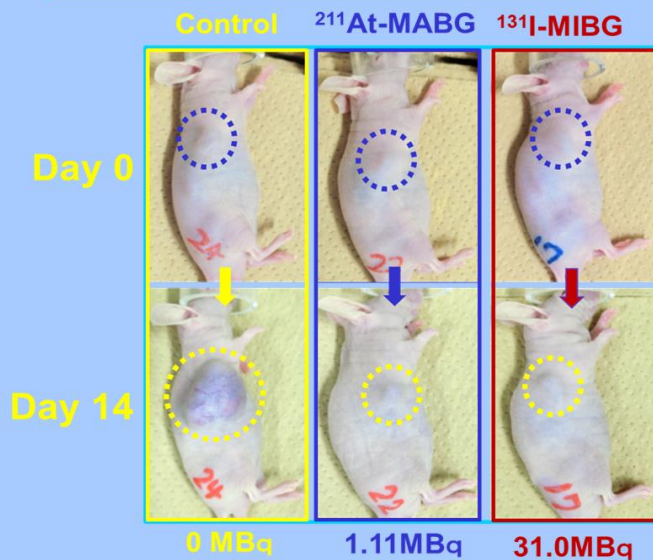 Control
²¹¹At-MABG
¹³¹I-MIBG
Day 0
24
22
17
Day 14
24
22
17
0 MBq
1.11MBq
31.0MBq